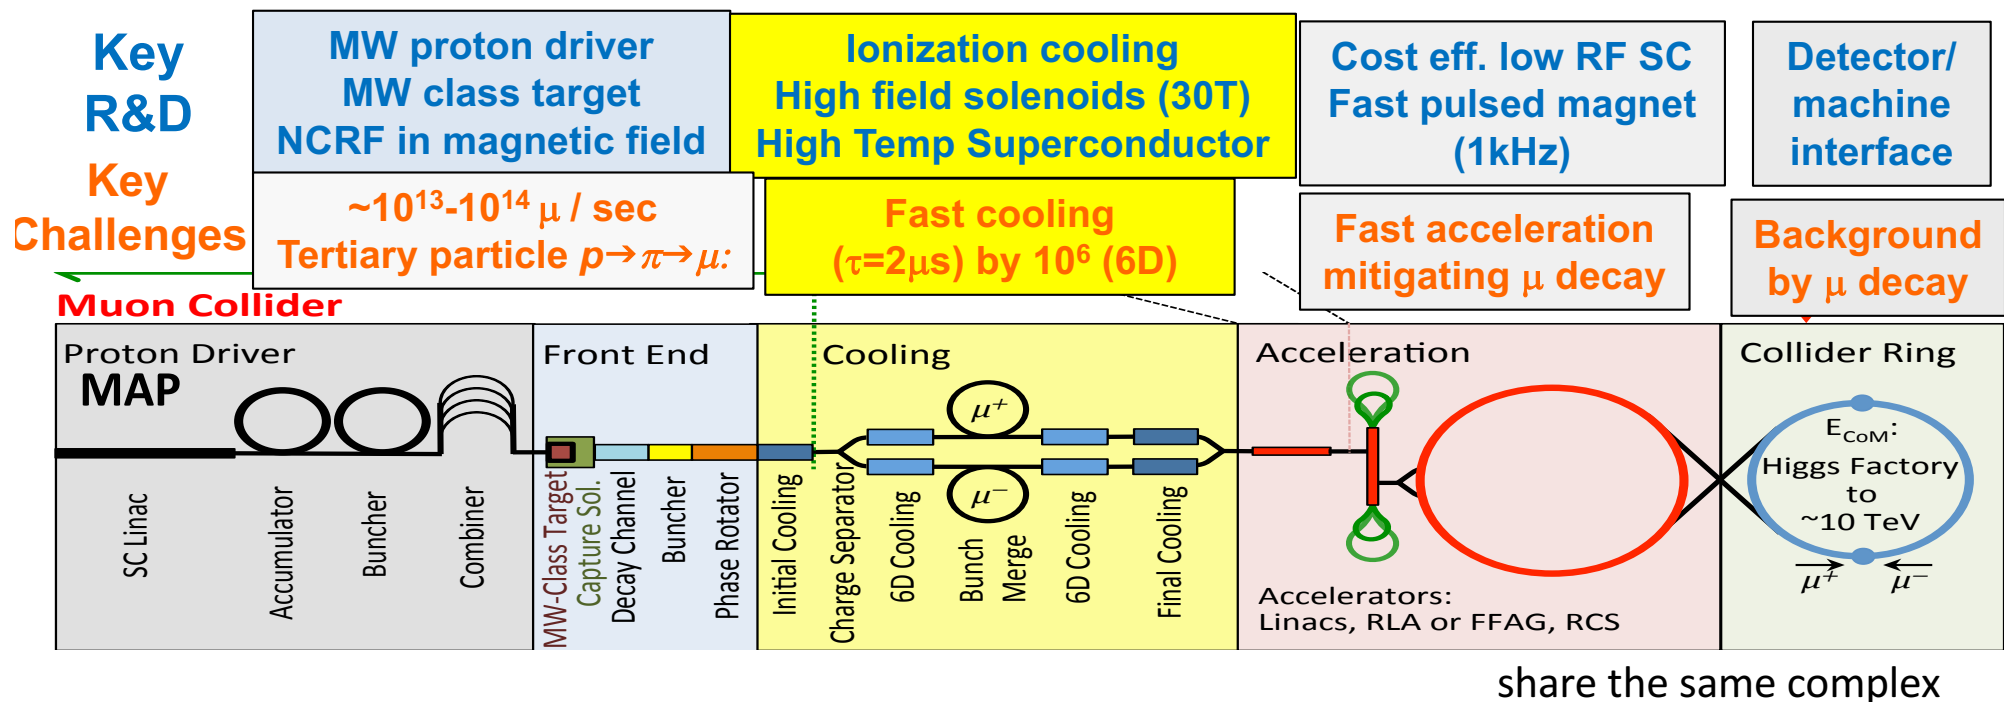 Key
R&D
MW proton driver
MW class target
NCRF in magnetic field
Ionization cooling
High field solenoids (30T)
High Temp Superconductor
Cost eff. low RF SC
Fast pulsed magnet
(1kHz)
Detector/
machine
interface
Key
Challenges
~10¹³-10¹⁴ μ / sec
Tertiary particle p→π→μ:
Fast cooling
(τ=2μs) by 10⁶ (6D)
Fast acceleration
mitigating μ decay
Background
by μ decay
Muon Collider
Proton Driver
MAP
SC Linac
Accumulator
Buncher
Combiner
Front End
MW-Class Target
Capture Sol.
Decay Channel
Buncher
Phase Rotator
Cooling
Initial Cooling
Charge Separator
6D Cooling
μ⁺
μ⁻
Bunch
Merge
6D Cooling
Final Cooling
Acceleration
Accelerators:
Linacs, RLA or FFAG, RCS
Collider Ring
E_CoM:
Higgs Factory
to
~10 TeV
μ⁺ μ⁻
share the same complex